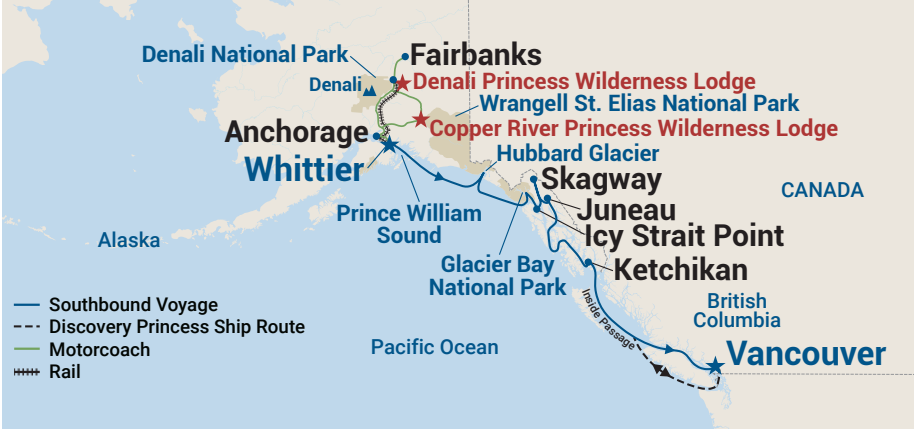 Denali National Park
Fairbanks
Denali
Denali Princess Wilderness Lodge
Wrangell St. Elias National Park
Copper River Princess Wilderness Lodge
Anchorage
Whittier
Hubbard Glacier
Skagway
CANADA
Juneau
Prince William
Sound
Icy Strait Point
Alaska
Glacier Bay
National Park
Ketchikan
Inside Passage
British
Columbia
Southbound Voyage
Discovery Princess Ship Route
Motorcoach
Rail
Pacific Ocean
Vancouver